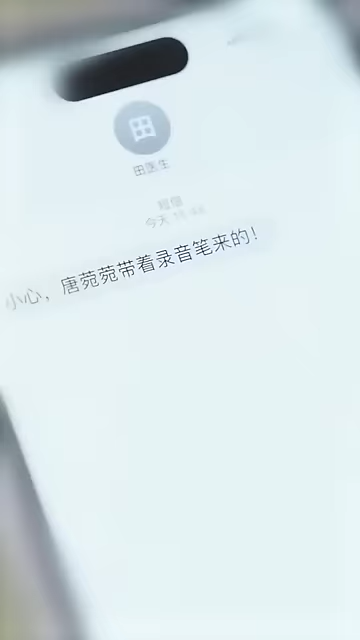 田
田医生
短信
今天
小心，唐菀菀带着录音笔来的！